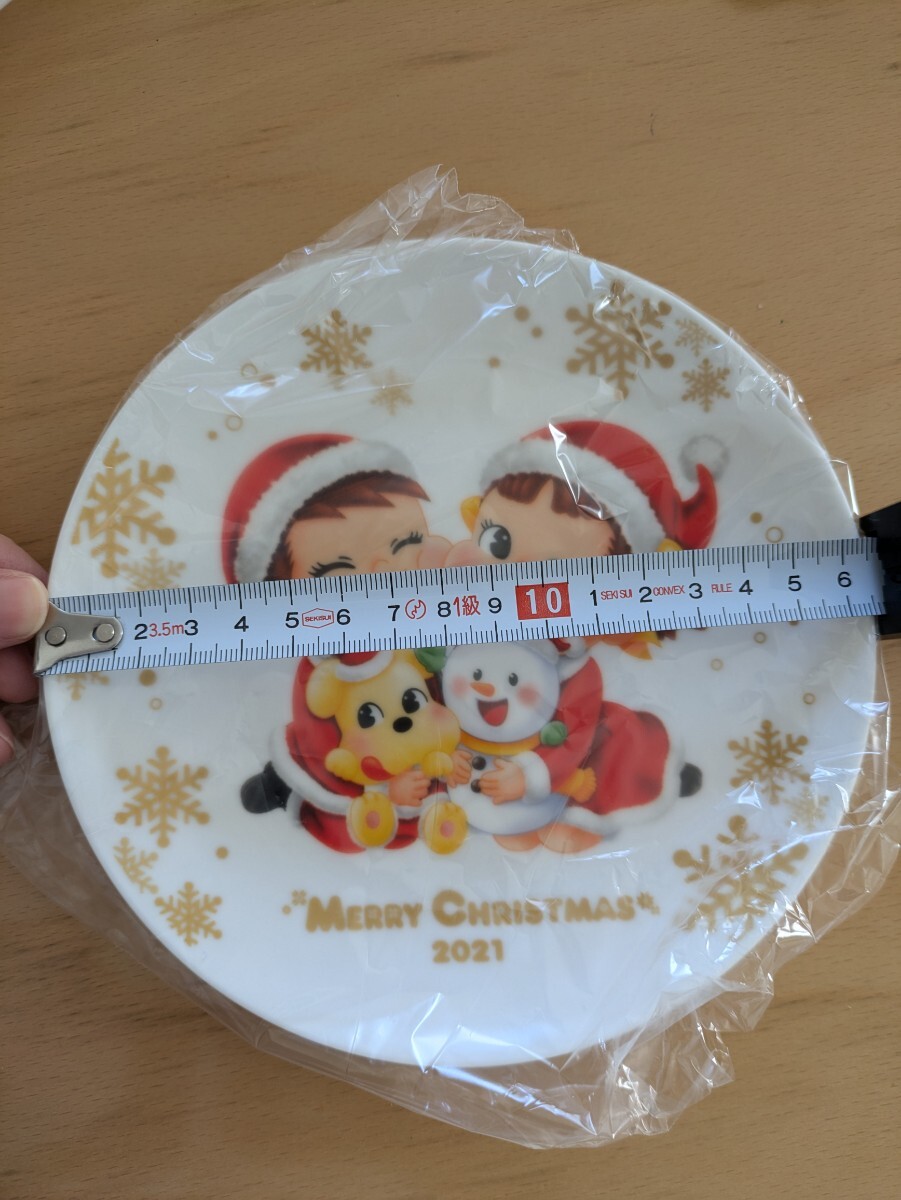 2 3.5m 3 4 5 SEKISUI 6 7 8 1級 9 10 1 SEKISUI 2 CONVEX 3 RULE 4 5 6
MERRY CHRISTMAS
2021